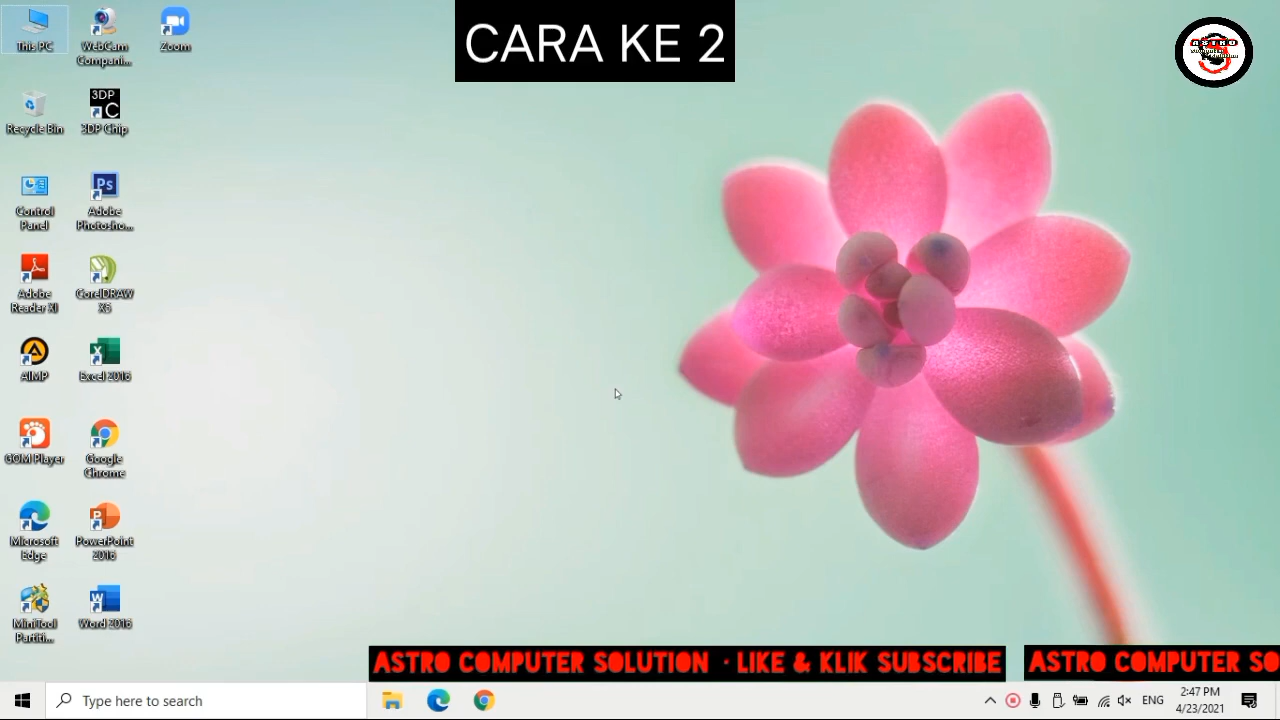 CARA KE 2
ASTRO
This PC
WebCam Compani...
Zoom
Recycle Bin
3DP Chip
Control Panel
Adobe Photosho...
Adobe Reader XI
CorelDRAW X5
AIMP
Excel 2016
GOM Player
Google Chrome
Microsoft Edge
PowerPoint 2016
MiniTool Partiti...
Word 2016
ASTRO COMPUTER SOLUTION · LIKE & KLIK SUBSCRIBE
ASTRO COMPUTER SO
Type here to search
ENG
2:47 PM
4/23/2021